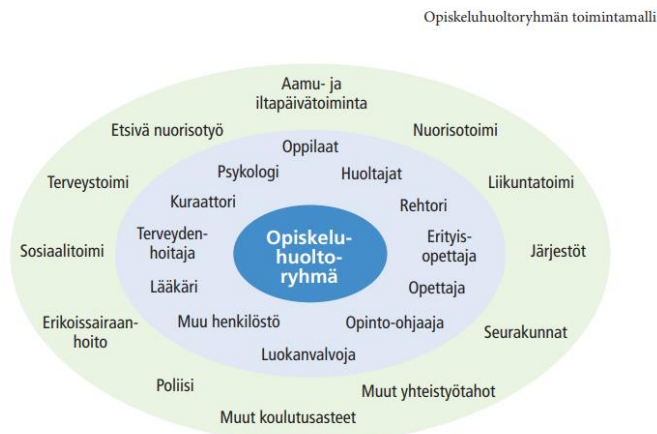 Opiskeluhuoltoryhmän toimintamalli
Aamu- ja
iltapäivätoiminta
Etsivä nuorisotyö
Nuorisotoimi
Oppilaat
Psykologi
Huoltajat
Terveystoimi
Liikuntatoimi
Kuraattori
Rehtori
Terveyden-
hoitaja
Opiskelu-
huolto-
ryhmä
Erityis-
opettaja
Sosiaalitoimi
Järjestöt
Lääkäri
Opettaja
Erikoissairaan-
hoito
Muu henkilöstö
Opinto-ohjaaja
Seurakunnat
Luokanvalvoja
Poliisi
Muut yhteistyötahot
Muut koulutusasteet